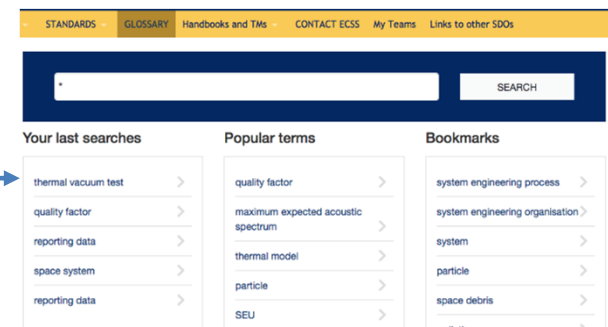 STANDARDS GLOSSARY Handbooks and TMs CONTACT ECSS My Teams Links to other SDOs
* SEARCH
Your last searches Popular terms Bookmarks
thermal vacuum test quality factor system engineering process
quality factor maximum expected acoustic system engineering organisation
spectrum
reporting data thermal model system
space system particle particle
reporting data SEU space debris